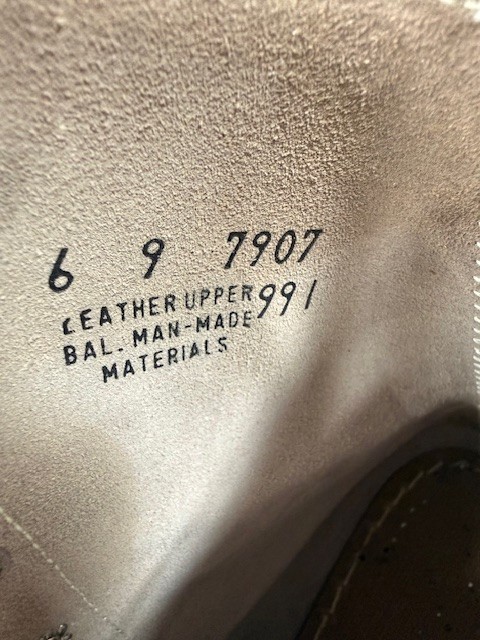 6 9 7907
LEATHER UPPER 991
BAL. MAN-MADE
MATERIALS